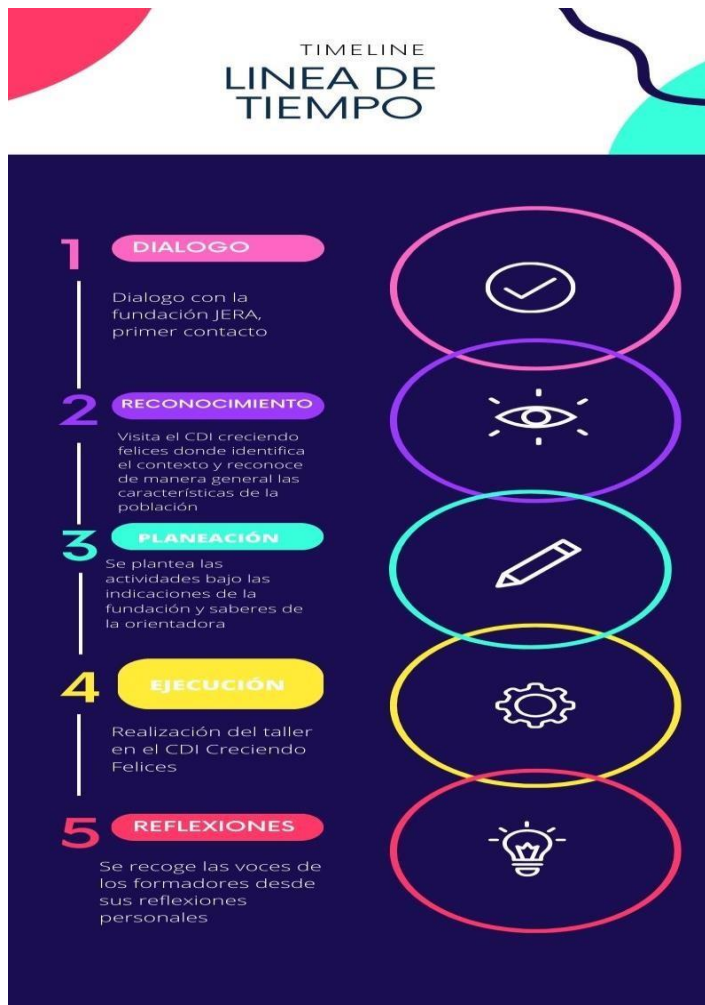 TIMELINE
LINEA DE
TIEMPO
1
DIALOGO
Dialogo con la
fundación JERA,
primer contacto
2
RECONOCIMIENTO
Visita el CDI creciendo
felices donde identifica
el contexto y reconoce
de manera general las
características de la
población
3
PLANEACIÓN
Se plantea las
actividades bajo las
indicaciones de la
fundación y saberes de
la orientadora
4
EJECUCIÓN
Realización del taller
en el CDI Creciendo
Felices
5
REFLEXIONES
Se recoge las voces de
los formadores desde
sus reflexiones
personales